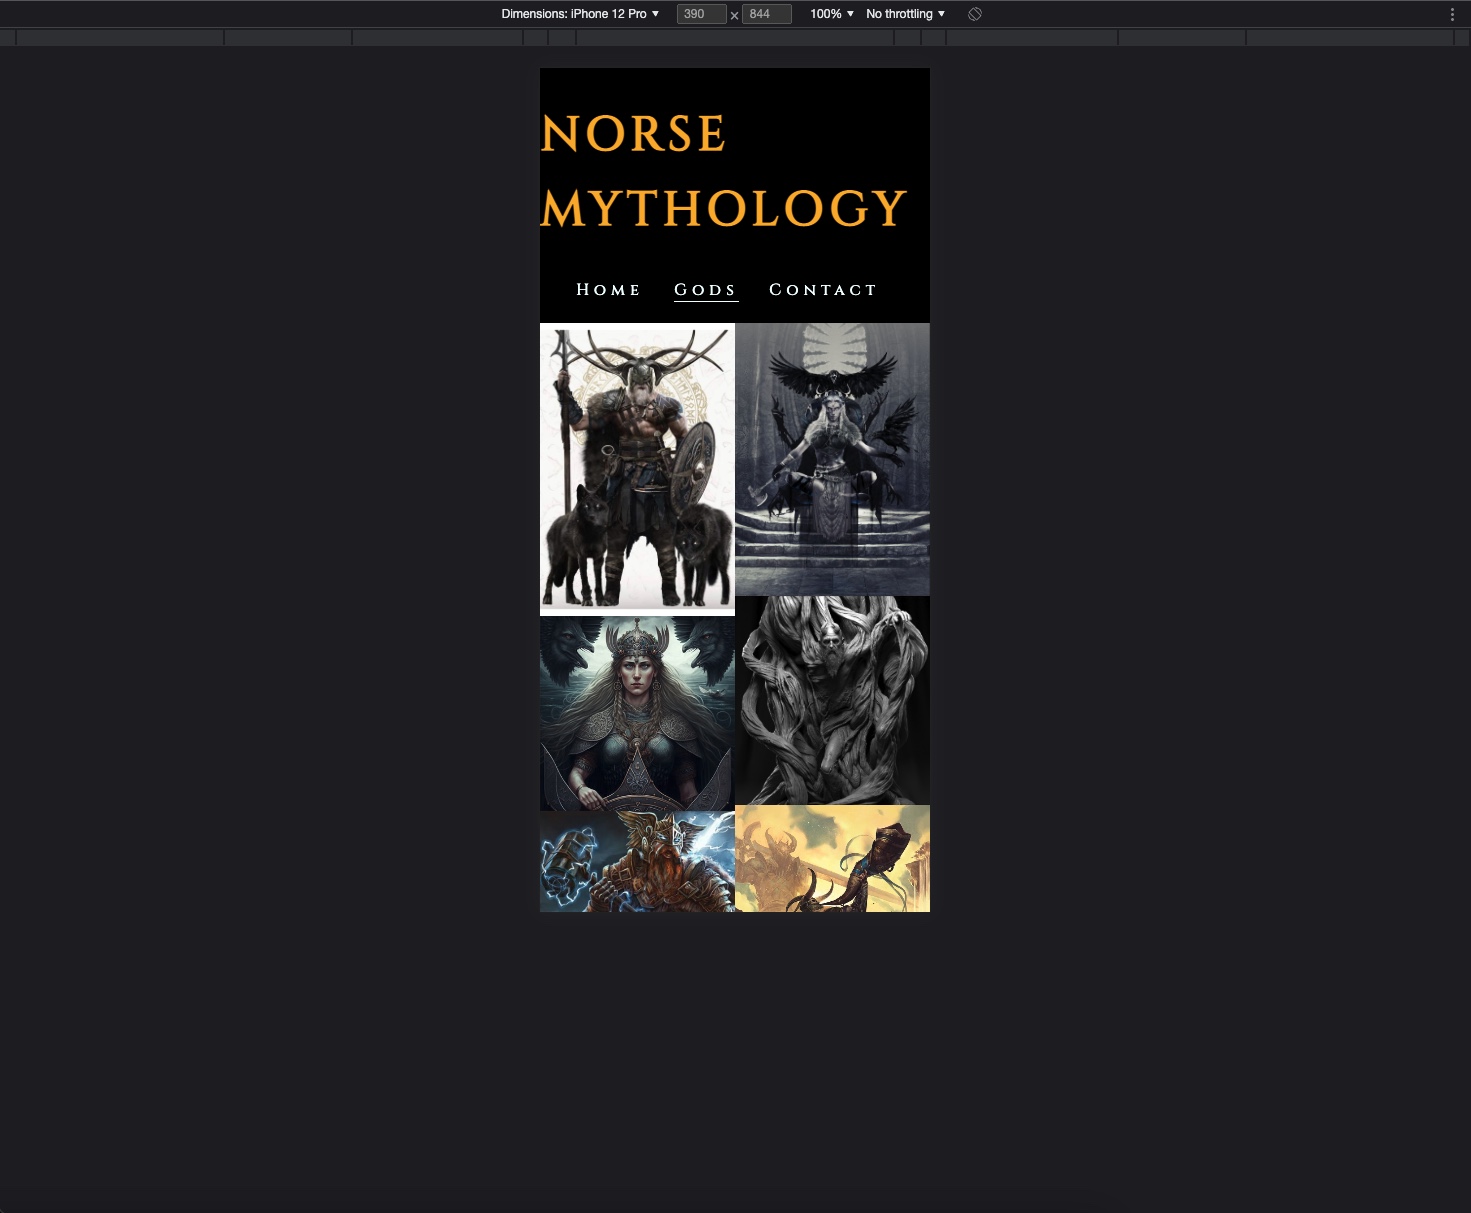 Dimensions: iPhone 12 Pro ▼ 390 × 844 100% ▼ No throttling ▼
NORSE
MYTHOLOGY
Home Gods Contact